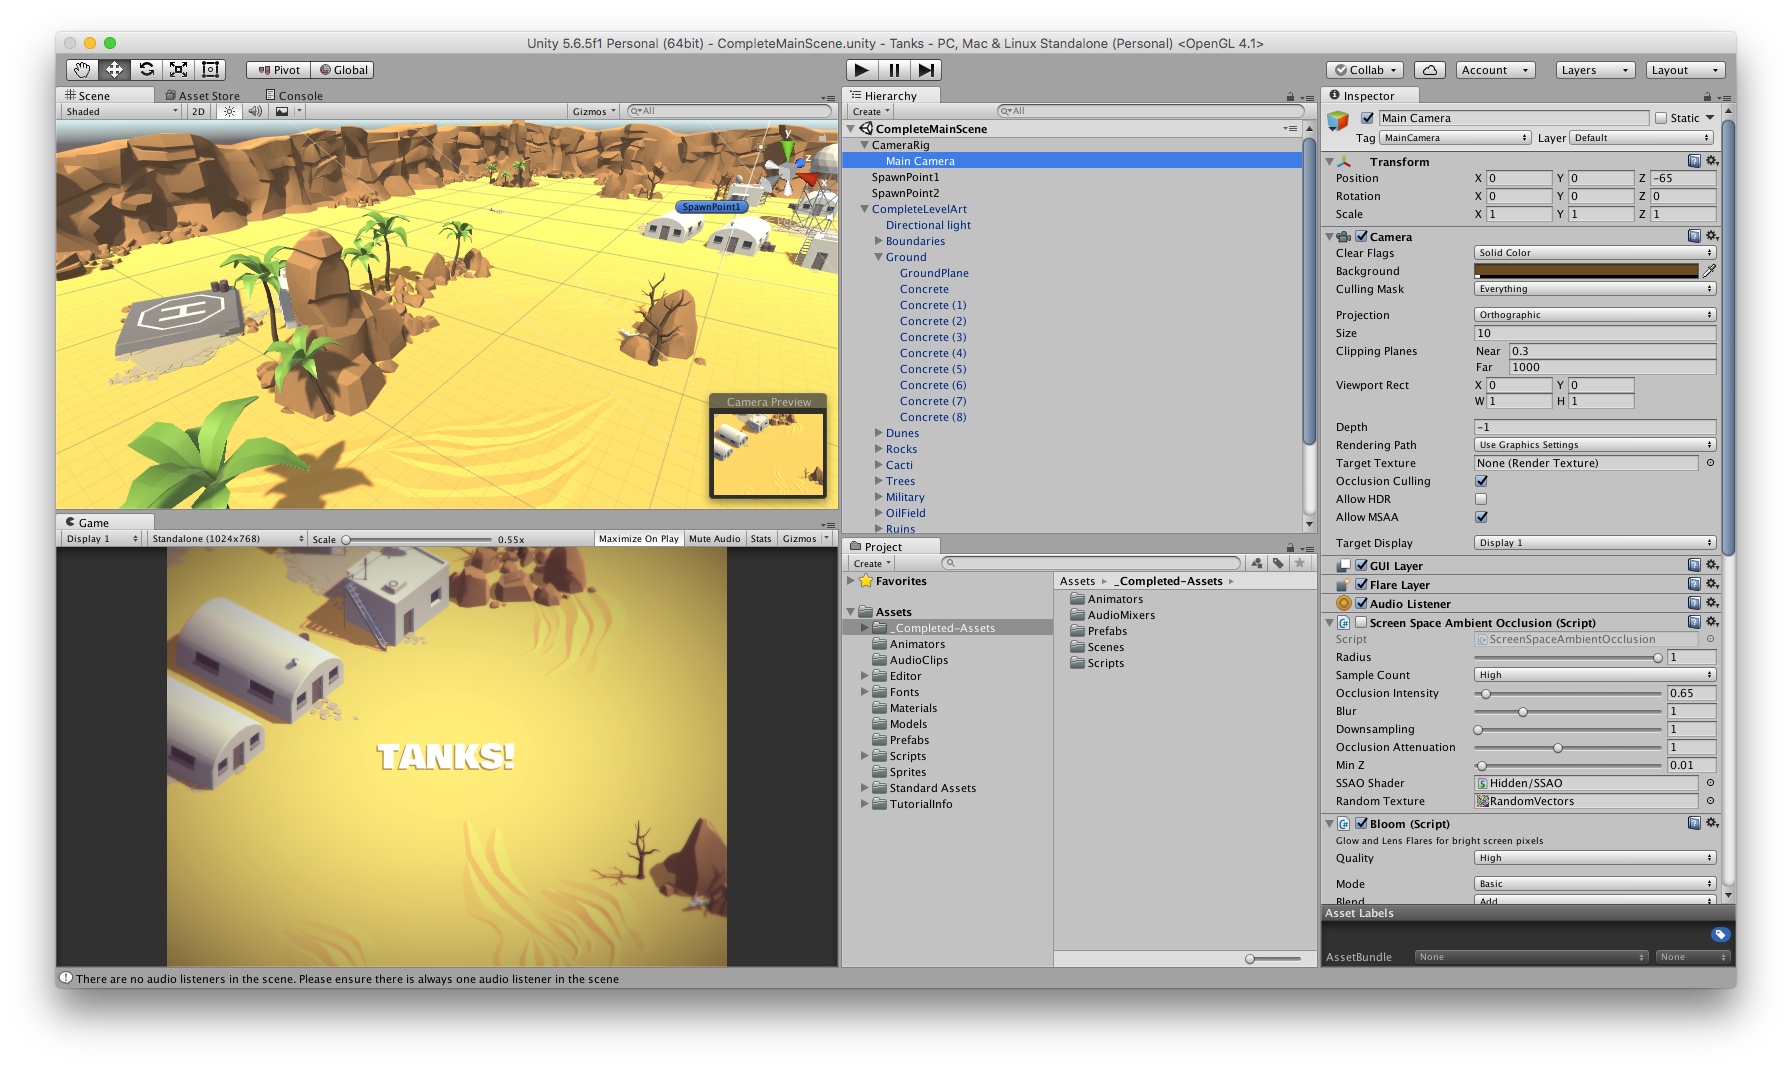 Unity 5.6.5f1 Personal (64bit) - CompleteMainScene.unity - Tanks - PC, Mac & Linux Standalone (Personal) <OpenGL 4.1>
Pivot Global Collab Account Layers Layout
Scene Asset Store Console
Shaded 2D Gizmos All
y
z
x
SpawnPoint1
Camera Preview
Game
Display 1 Standalone (1024x768) Scale 0.55x Maximize On Play Mute Audio Stats Gizmos
TANKS!
There are no audio listeners in the scene. Please ensure there is always one audio listener in the scene
Hierarchy
Create All
CompleteMainScene
CameraRig
Main Camera
SpawnPoint1
SpawnPoint2
CompleteLevelArt
Directional light
Boundaries
Ground
GroundPlane
Concrete
Concrete (1)
Concrete (2)
Concrete (3)
Concrete (4)
Concrete (5)
Concrete (6)
Concrete (7)
Concrete (8)
Dunes
Rocks
Cacti
Trees
Military
OilField
Ruins
Project
Create
Favorites
Assets
_Completed-Assets
Animators
AudioClips
Editor
Fonts
Materials
Models
Prefabs
Scripts
Sprites
Standard Assets
TutorialInfo
Assets _Completed-Assets
Animators
AudioMixers
Prefabs
Scenes
Scripts
Inspector
Main Camera Static
Tag MainCamera Layer Default
Transform
Position X 0 Y 0 Z -65
Rotation X 0 Y 0 Z 0
Scale X 1 Y 1 Z 1
Camera
Clear Flags Solid Color
Background
Culling Mask Everything
Projection Orthographic
Size 10
Clipping Planes Near 0.3
Far 1000
Viewport Rect X 0 Y 0
W 1 H 1
Depth -1
Rendering Path Use Graphics Settings
Target Texture None (Render Texture)
Occlusion Culling
Allow HDR
Allow MSAA
Target Display Display 1
GUI Layer
Flare Layer
Audio Listener
Screen Space Ambient Occlusion (Script)
Script ScreenSpaceAmbientOcclusion
Radius 1
Sample Count High
Occlusion Intensity 0.65
Blur 1
Downsampling 1
Occlusion Attenuation 1
Min Z 0.01
SSAO Shader Hidden/SSAO
Random Texture RandomVectors
Bloom (Script)
Glow and Lens Flares for bright screen pixels
Quality High
Mode Basic
Blend Add
Asset Labels
AssetBundle None None